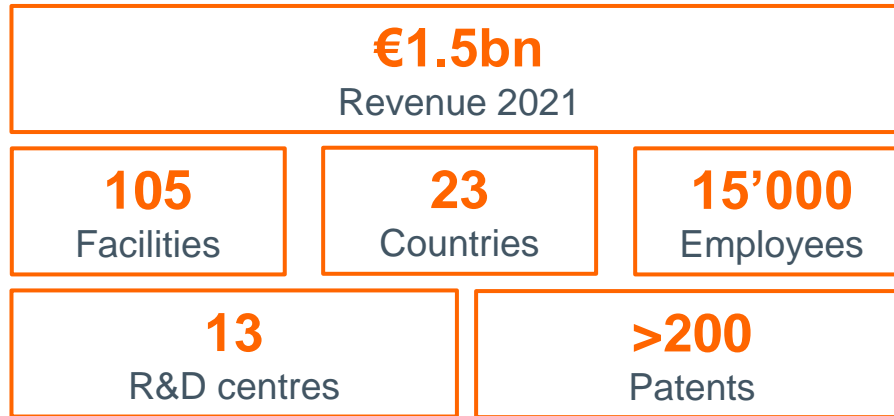 €1.5bn
Revenue 2021
105
Facilities
23
Countries
15’000
Employees
13
R&D centres
>200
Patents